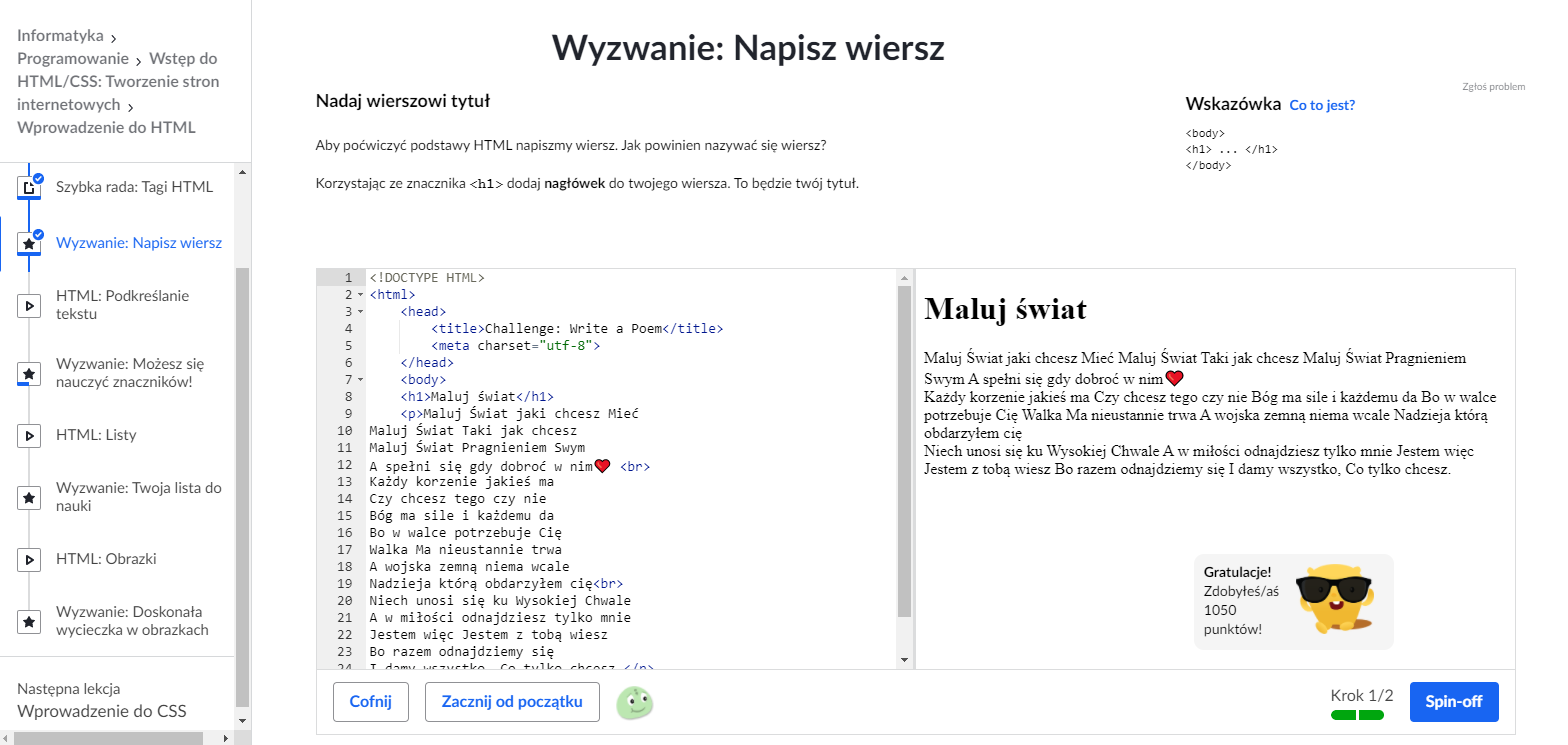 Informatyka >
Programowanie > Wstęp do
HTML/CSS: Tworzenie stron
internetowych >
Wprowadzenie do HTML
Szybka rada: Tagi HTML
Wyzwanie: Napisz wiersz
HTML: Podkreślanie
tekstu
Wyzwanie: Możesz się
nauczyć znaczników!
HTML: Listy
Wyzwanie: Twoja lista do
nauki
HTML: Obrazki
Wyzwanie: Doskonała
wycieczka w obrazkach
Następna lekcja
Wprowadzenie do CSS
Wyzwanie: Napisz wiersz
Zgłoś problem
Nadaj wierszowi tytuł
Aby poćwiczyć podstawy HTML napiszmy wiersz. Jak powinien nazywać się wiersz?
Korzystając ze znacznika <h1> dodaj nagłówek do twojego wiersza. To będzie twój tytuł.
Wskazówka Co to jest?
<body>
<h1> ... </h1>
</body>
1 <!DOCTYPE HTML>
2 <html>
3 <head>
4 <title>Challenge: Write a Poem</title>
5 <meta charset="utf-8">
6 </head>
7 <body>
8 <h1>Maluj świat</h1>
9 <p>Maluj Świat jaki chcesz Mieć
10 Maluj Świat Taki jak chcesz
11 Maluj Świat Pragnieniem Swym
12 A spełni się gdy dobroć w nim❤ <br>
13 Każdy korzenie jakieś ma
14 Czy chcesz tego czy nie
15 Bóg ma sile i każdemu da
16 Bo w walce potrzebuje Cię
17 Walka Ma nieustannie trwa
18 A wojska zemną niema wcale
19 Nadzieja którą obdarzyłem cię<br>
20 Niech unosi się ku Wysokiej Chwale
21 A w miłości odnajdziesz tylko mnie
22 Jestem więc Jestem z tobą wiesz
23 Bo razem odnajdziemy się
24 I damy wszystko, Co tylko chcesz.</p>
Maluj świat
Maluj Świat jaki chcesz Mieć Maluj Świat Taki jak chcesz Maluj Świat Pragnieniem
Swym A spełni się gdy dobroć w nim❤
Każdy korzenie jakieś ma Czy chcesz tego czy nie Bóg ma sile i każdemu da Bo w walce
potrzebuje Cię Walka Ma nieustannie trwa A wojska zemną niema wcale Nadzieja którą
obdarzyłem cię
Niech unosi się ku Wysokiej Chwale A w miłości odnajdziesz tylko mnie Jestem więc
Jestem z tobą wiesz Bo razem odnajdziemy się I damy wszystko, Co tylko chcesz.
Gratulacje!
Zdobyłeś/aś
1050
punktów!
Cofnij
Zacznij od początku
Krok 1/2
Spin-off